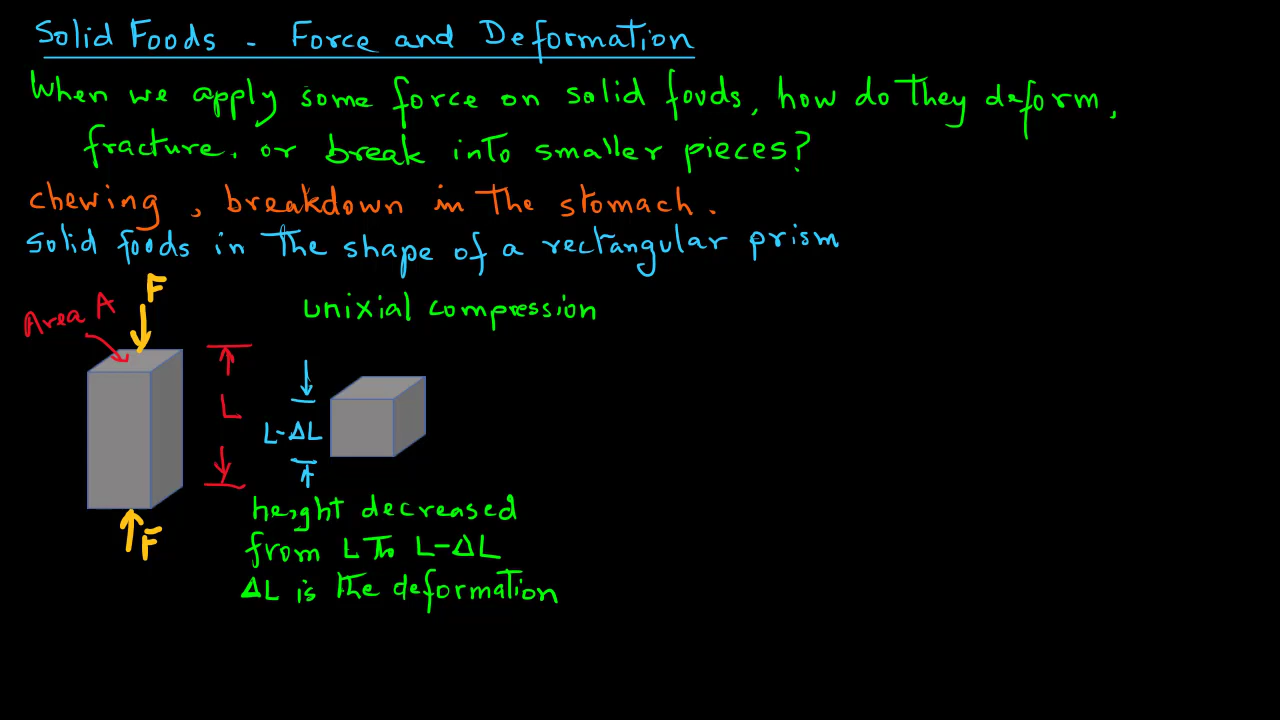 Solid Foods - Force and Deformation
When we apply some force on solid foods, how do they deform,
fracture, or break into smaller pieces?
chewing, breakdown in the stomach.
Solid foods in the shape of a rectangular prism
F
Area A
unixial compression
L
L-ΔL
height decreased
from L to L-ΔL
F
ΔL is the deformation